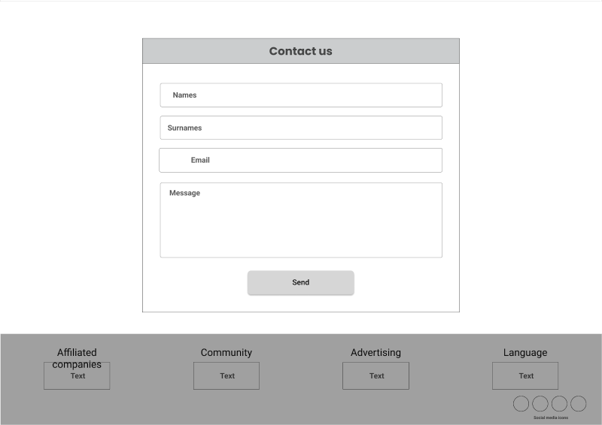 Contact us
Names
Surnames
Email
Message
Send
Affiliated
companies
Text
Community
Text
Advertising
Text
Language
Text
Social media icons